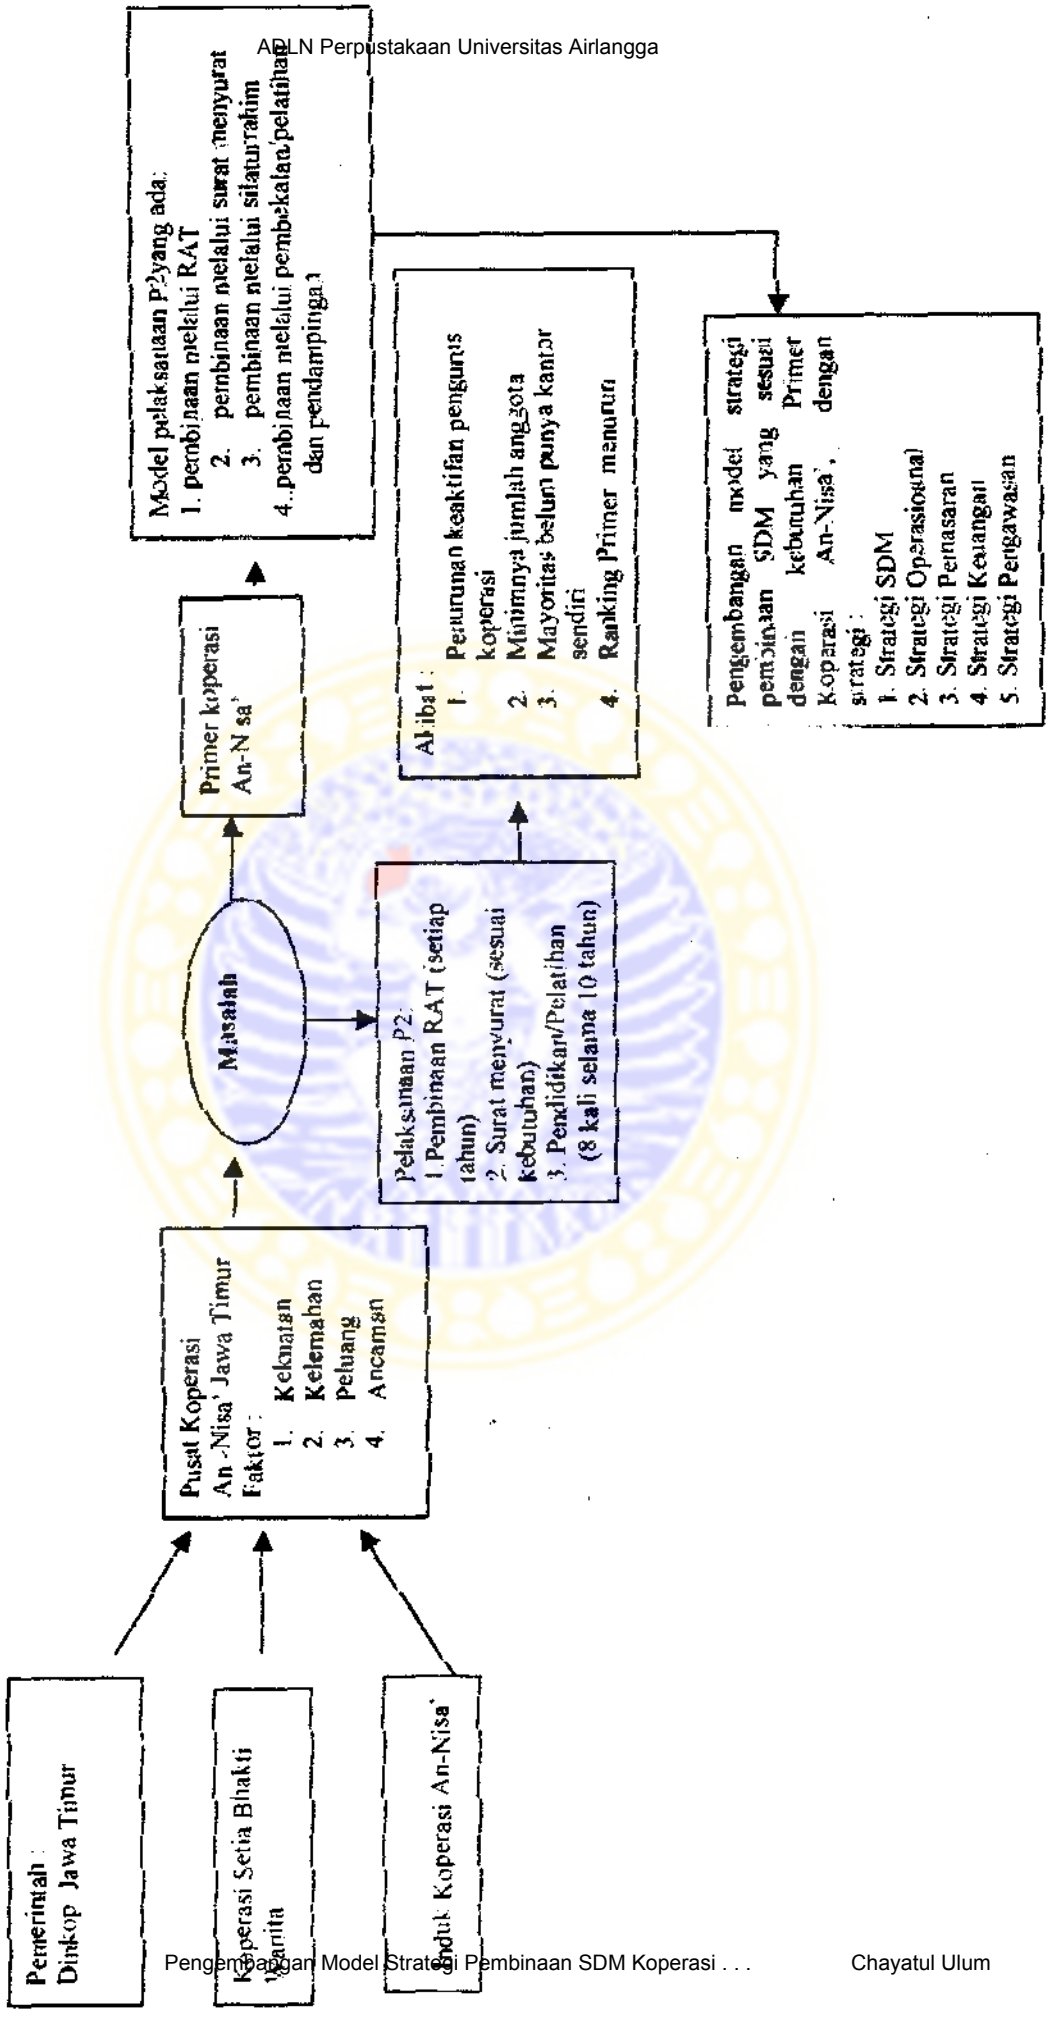 ADLN Perpustakaan Universitas Airlangga
Pemerintah :
Dinkop Jawa Timur
Koperasi Setia Bhakti
Wanita
Induk Koperasi An-Nisa'
Pusat Koperasi
An-Nisa' Jawa Timur
Faktor :
1. Kekuatan
2. Kelemahan
3. Peluang
4. Ancaman
Masalah
Pelaksanaan P2:
1.Pembinaan RAT (setiap
tahun)
2. Surat menyurat (sesuai
kebutuhan)
3. Pendidikan/Pelatihan
(8 kali selama 10 tahun)
Primer koperasi
An-Nisa'
Akibat :
1. Penurunan keaktifan pengurus
koperasi
2. Minimnya jumlah anggota
3. Mayoritas belum punya kantor
sendiri
4. Ranking Primer menurun
Model pelaksanaan P2yang ada:
1. pembinaan melalui RAT
2. pembinaan melalui surat menyurat
3. pembinaan melalui silaturrahim
4..pembinaan melalui pembekalan/pelatihan
dan pendampingan
Pengembangan model strategi
pembinaan SDM yang sesuai
dengan kebutuhan Primer
Koparasi An-Nisa', dengan
strategi :
1. Strategi SDM
2. Strategi Operasional
3. Strategi Pemasaran
4. Strategi Keuangan
5. Strategi Pengawasan
Pengembangan Model Strategi Pembinaan SDM Koperasi . . . Chayatul Ulum